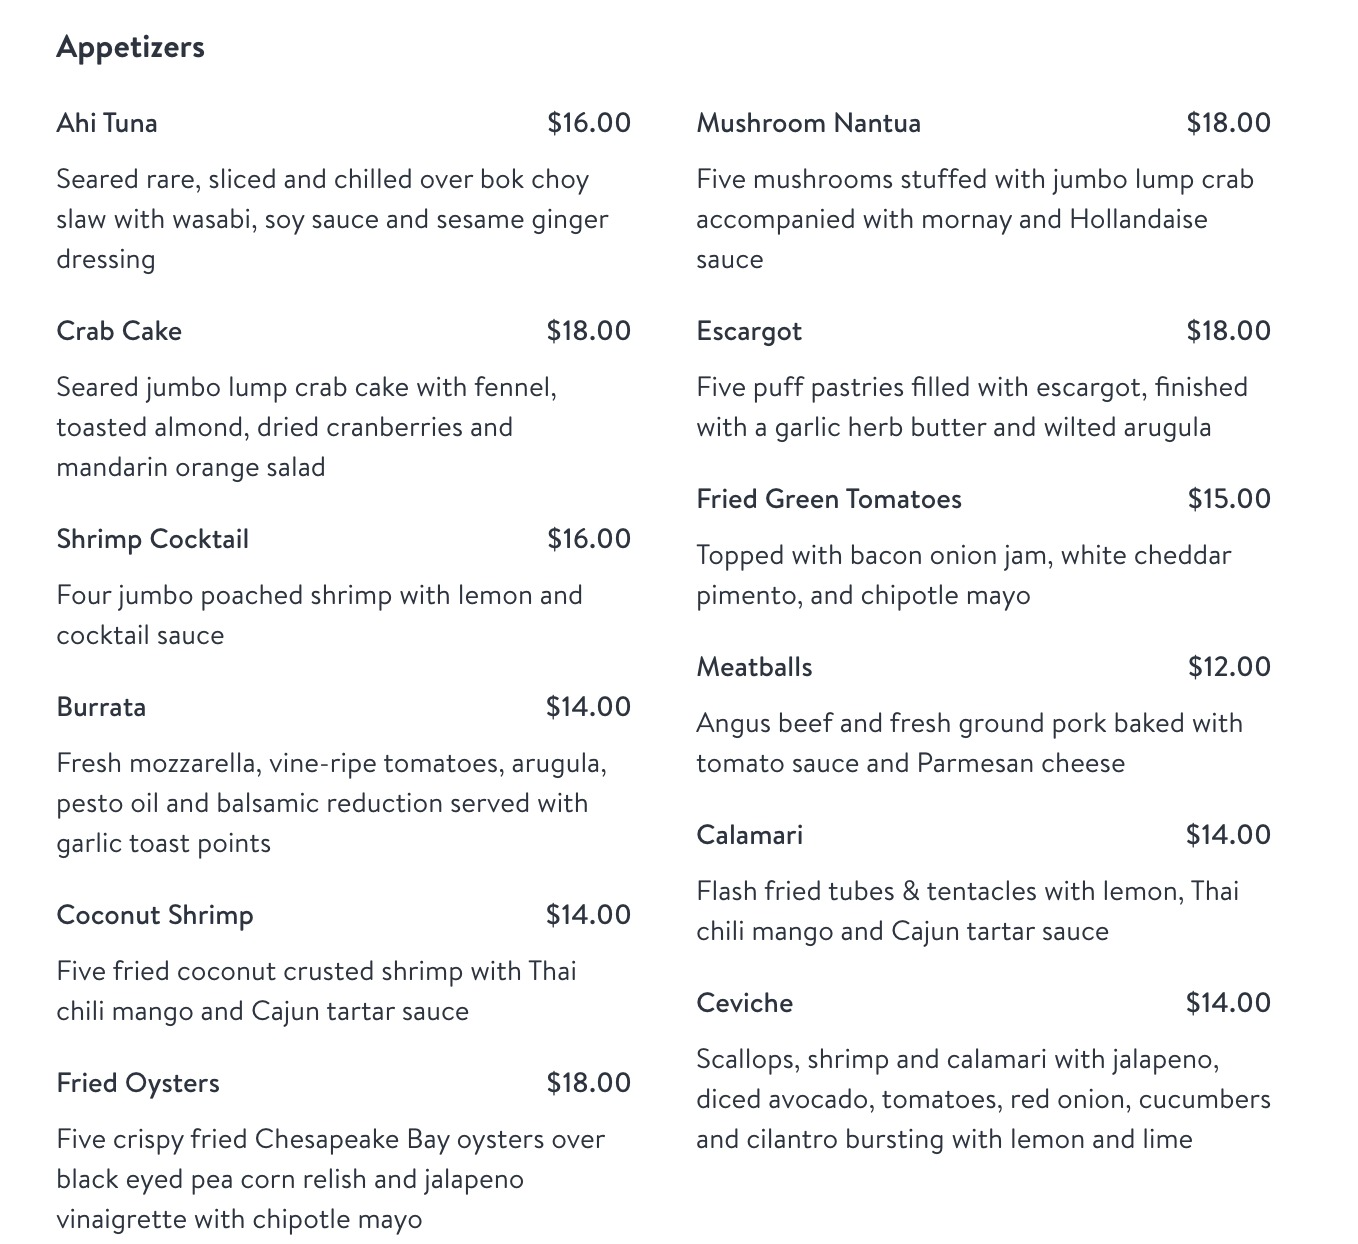 Appetizers
Ahi Tuna $16.00
Seared rare, sliced and chilled over bok choy
slaw with wasabi, soy sauce and sesame ginger
dressing
Crab Cake $18.00
Seared jumbo lump crab cake with fennel,
toasted almond, dried cranberries and
mandarin orange salad
Shrimp Cocktail $16.00
Four jumbo poached shrimp with lemon and
cocktail sauce
Burrata $14.00
Fresh mozzarella, vine-ripe tomatoes, arugula,
pesto oil and balsamic reduction served with
garlic toast points
Coconut Shrimp $14.00
Five fried coconut crusted shrimp with Thai
chili mango and Cajun tartar sauce
Fried Oysters $18.00
Five crispy fried Chesapeake Bay oysters over
black eyed pea corn relish and jalapeno
vinaigrette with chipotle mayo
Mushroom Nantua $18.00
Five mushrooms stuffed with jumbo lump crab
accompanied with mornay and Hollandaise
sauce
Escargot $18.00
Five puff pastries filled with escargot, finished
with a garlic herb butter and wilted arugula
Fried Green Tomatoes $15.00
Topped with bacon onion jam, white cheddar
pimento, and chipotle mayo
Meatballs $12.00
Angus beef and fresh ground pork baked with
tomato sauce and Parmesan cheese
Calamari $14.00
Flash fried tubes & tentacles with lemon, Thai
chili mango and Cajun tartar sauce
Ceviche $14.00
Scallops, shrimp and calamari with jalapeno,
diced avocado, tomatoes, red onion, cucumbers
and cilantro bursting with lemon and lime